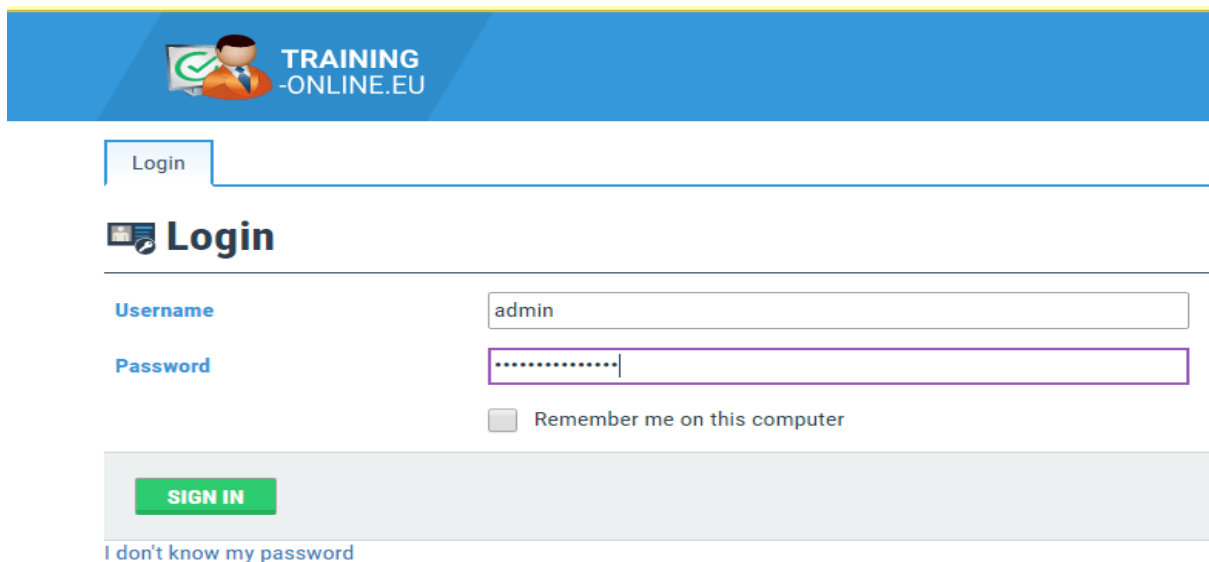 TRAINING
-ONLINE.EU
Login
Login
Username
admin
Password
•••••••••••••••
Remember me on this computer
SIGN IN
I don't know my password